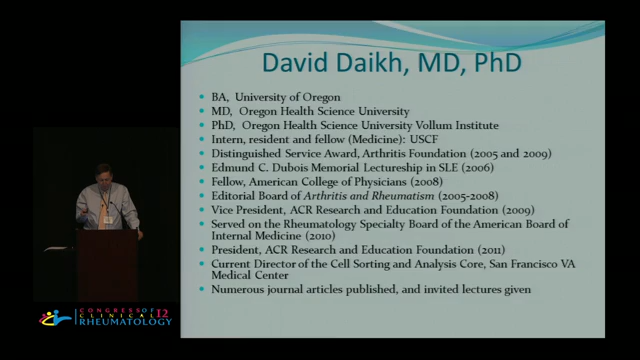 David Daikh, MD, PhD
BA, University of Oregon
MD, Oregon Health Science University
PhD, Oregon Health Science University Vollum Institute
Intern, resident and fellow (Medicine): USCF
Distinguished Service Award, Arthritis Foundation (2005 and 2009)
Edmund C. Dubois Memorial Lectureship in SLE (2006)
Fellow, American College of Physicians (2008)
Editorial Board of Arthritis and Rheumatism (2005-2008)
Vice President, ACR Research and Education Foundation (2009)
Served on the Rheumatology Specialty Board of the American Board of
Internal Medicine (2010)
President, ACR Research and Education Foundation (2011)
Current Director of the Cell Sorting and Analysis Core, San Francisco VA
Medical Center
Numerous journal articles published, and invited lectures given
CONGRESS OF
CLINICAL 12
RHEUMATOLOGY